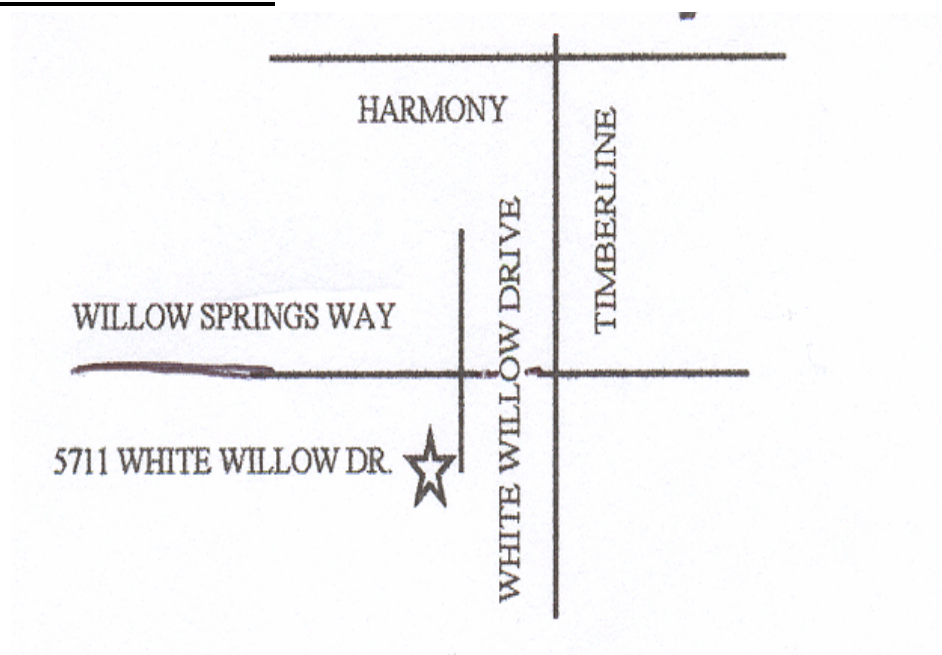 HARMONY
TIMBERLINE
WHITE WILLOW DRIVE
WILLOW SPRINGS WAY
5711 WHITE WILLOW DR.